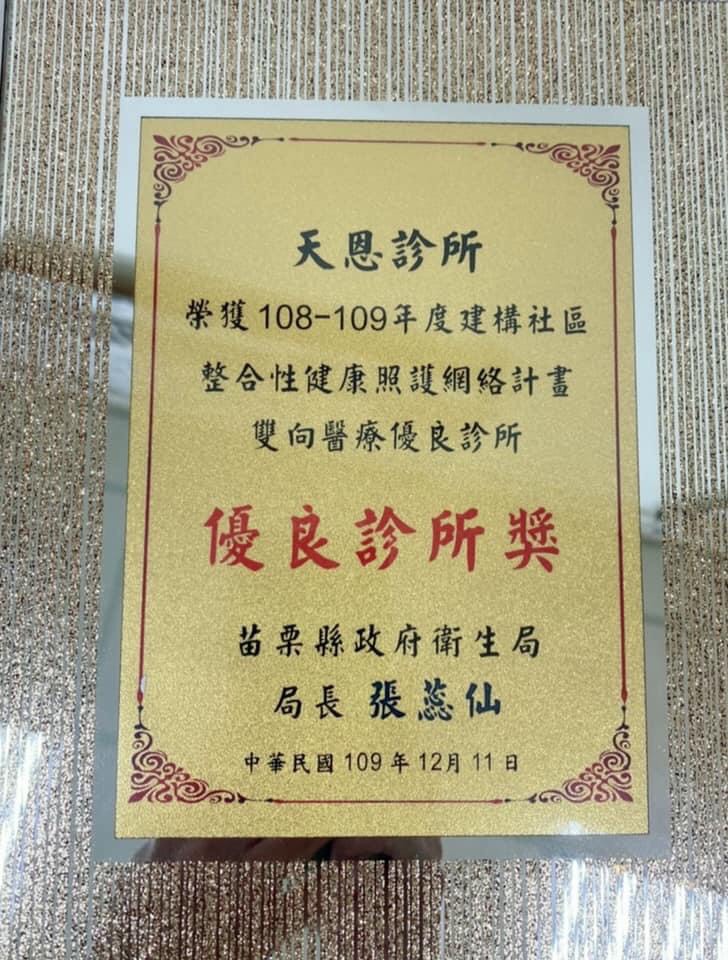 天恩診所
榮獲108-109年度建構社區
整合性健康照護網絡計畫
雙向醫療優良診所
優良診所獎
苗栗縣政府衛生局
局長 張蕊仙
中華民國109年12月11日